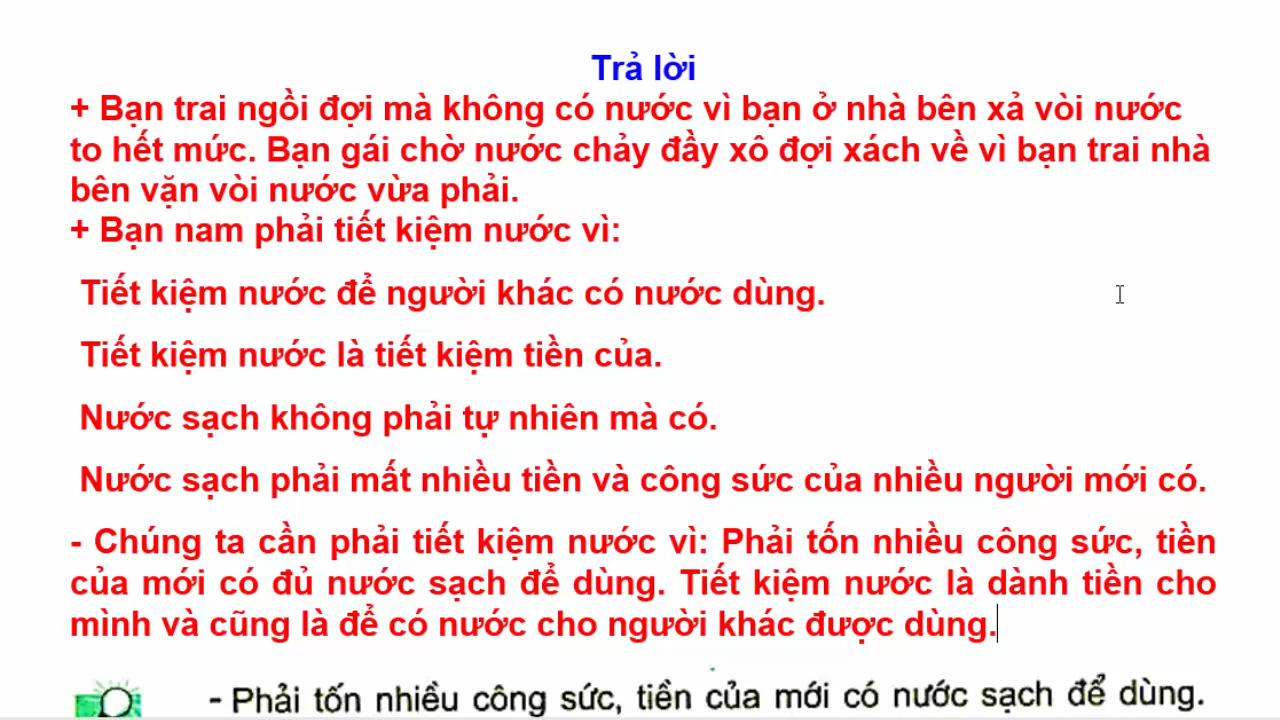 Trả lời
+ Bạn trai ngồi đợi mà không có nước vì bạn ở nhà bên xả vòi nước
to hết mức. Bạn gái chờ nước chảy đầy xô đợi xách về vì bạn trai nhà
bên vặn vòi nước vừa phải.
+ Bạn nam phải tiết kiệm nước vì:
Tiết kiệm nước để người khác có nước dùng.
Tiết kiệm nước là tiết kiệm tiền của.
Nước sạch không phải tự nhiên mà có.
Nước sạch phải mất nhiều tiền và công sức của nhiều người mới có.
- Chúng ta cần phải tiết kiệm nước vì: Phải tốn nhiều công sức, tiền
của mới có đủ nước sạch để dùng. Tiết kiệm nước là dành tiền cho
mình và cũng là để có nước cho người khác được dùng.
- Phải tốn nhiều công sức, tiền của mới có nước sạch để dùng.